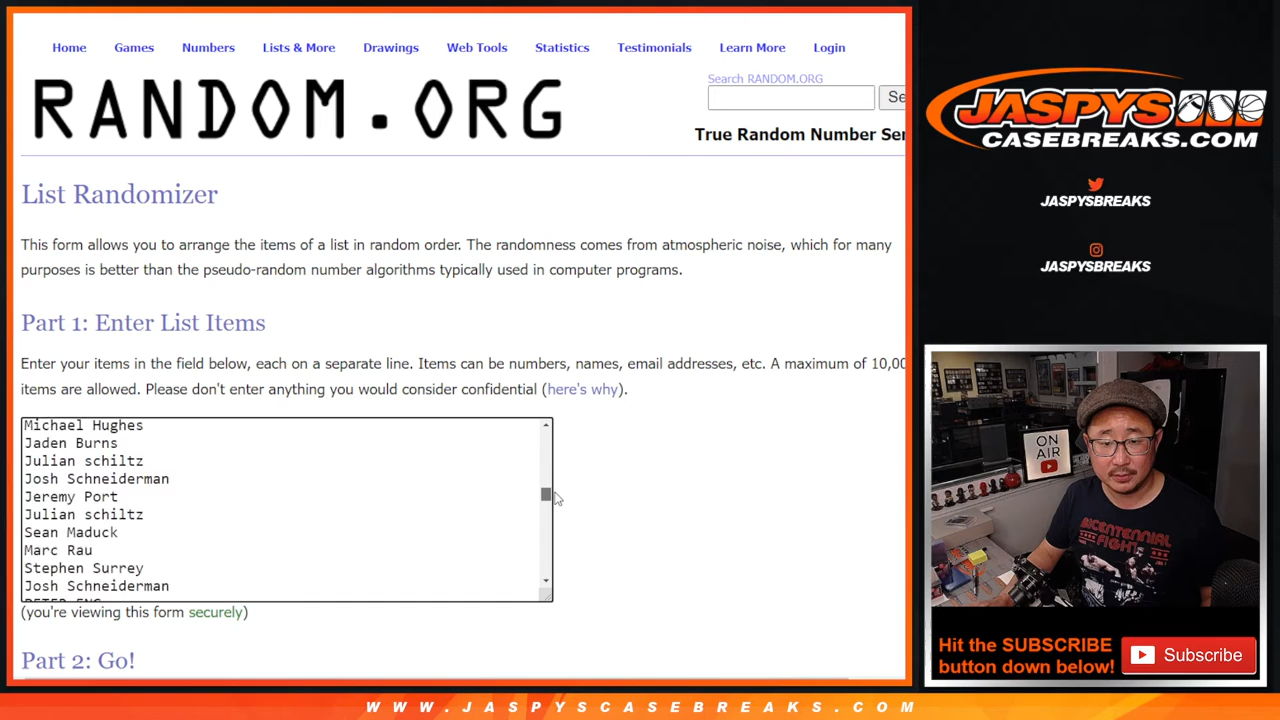 Home Games Numbers Lists & More Drawings Web Tools Statistics Testimonials Learn More Login
RANDOM.ORG
Search RANDOM.ORG
Se
True Random Number Ser
List Randomizer
This form allows you to arrange the items of a list in random order. The randomness comes from atmospheric noise, which for many
purposes is better than the pseudo-random number algorithms typically used in computer programs.
Part 1: Enter List Items
Enter your items in the field below, each on a separate line. Items can be numbers, names, email addresses, etc. A maximum of 10,00
items are allowed. Please don't enter anything you would consider confidential (here's why).
Michael Hughes
Jaden Burns
Julian schiltz
Josh Schneiderman
Jeremy Port
Julian schiltz
Sean Maduck
Marc Rau
Stephen Surrey
Josh Schneiderman
(you're viewing this form securely)
Part 2: Go!
JASPYS
CASEBREAKS.COM
JASPYSBREAKS
JASPYSBREAKS
ON
AIR
BICENTENNIAL
FIGHT
Hit the SUBSCRIBE
button down below!
Subscribe
WWW.JASPYSCASEBREAKS.COM